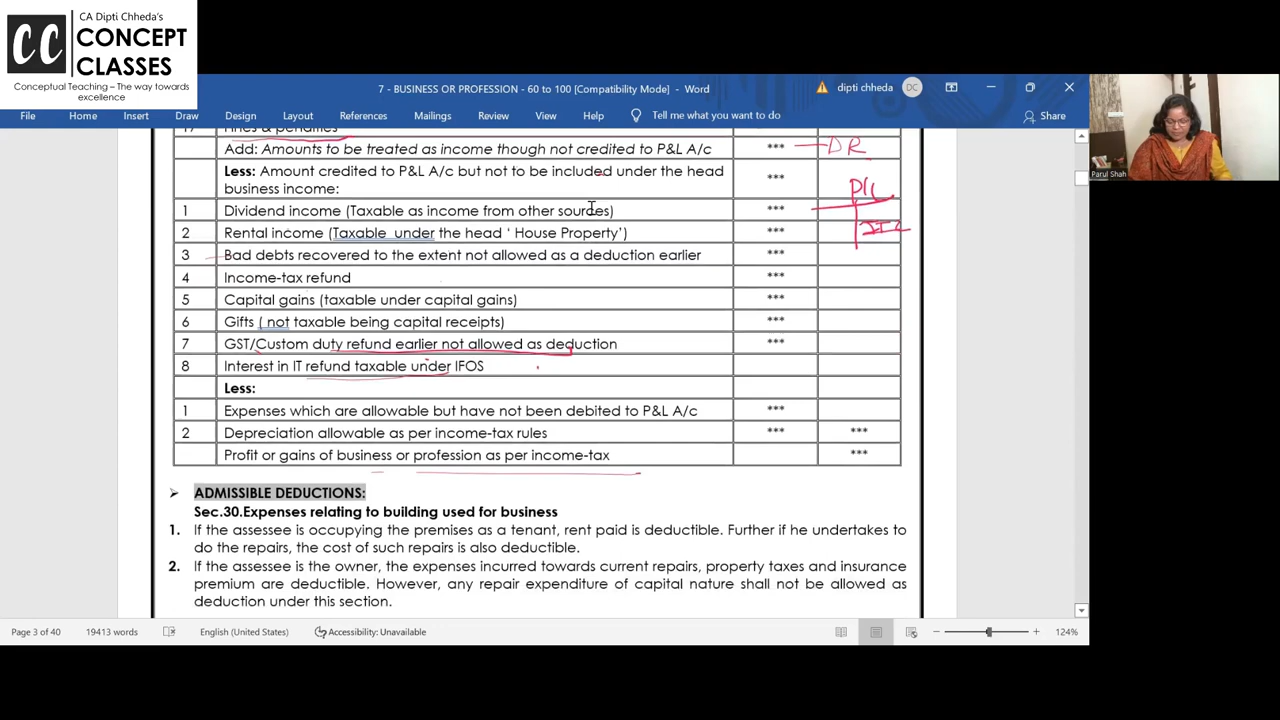 CA Dipti Chheda's
CC CONCEPT
CLASSES
Conceptual Teaching – The way towards
excellence
7 - BUSINESS OR PROFESSION - 60 to 100 [Compatibility Mode] - Word
dipti chheda DC
File Home Insert Draw Design Layout References Mailings Review View Help Tell me what you want to do Share
17 Fines & penalties
Add: Amounts to be treated as income though not credited to P&L A/c *** DR
Less: Amount credited to P&L A/c but not to be included under the head
business income: *** P/L
1 Dividend income (Taxable as income from other sources) ***
2 Rental income (Taxable under the head ‘ House Property’) ***
3 Bad debts recovered to the extent not allowed as a deduction earlier ***
4 Income-tax refund ***
5 Capital gains (taxable under capital gains) ***
6 Gifts ( not taxable being capital receipts) ***
7 GST/Custom duty refund earlier not allowed as deduction ***
8 Interest in IT refund taxable under IFOS
Less:
1 Expenses which are allowable but have not been debited to P&L A/c ***
2 Depreciation allowable as per income-tax rules *** ***
Profit or gains of business or profession as per income-tax ***
➢ ADMISSIBLE DEDUCTIONS:
Sec.30.Expenses relating to building used for business
1. If the assessee is occupying the premises as a tenant, rent paid is deductible. Further if he undertakes to
do the repairs, the cost of such repairs is also deductible.
2. If the assessee is the owner, the expenses incurred towards current repairs, property taxes and insurance
premium are deductible. However, any repair expenditure of capital nature shall not be allowed as
deduction under this section.
Page 3 of 40 19413 words English (United States) Accessibility: Unavailable 124%
Parul Shah